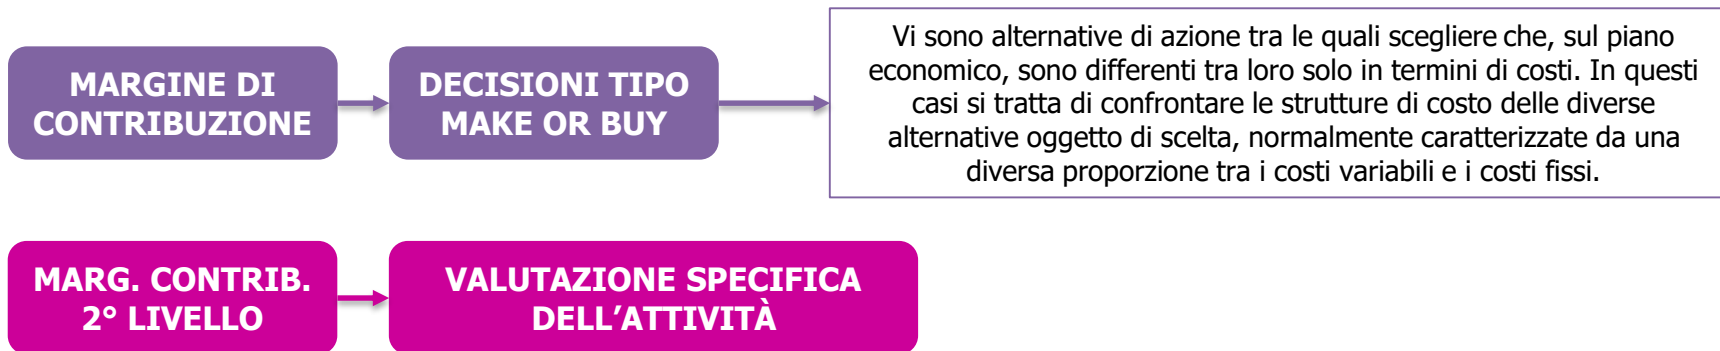 MARGINE DI
CONTRIBUZIONE
DECISIONI TIPO
MAKE OR BUY
Vi sono alternative di azione tra le quali scegliere che, sul piano
economico, sono differenti tra loro solo in termini di costi. In questi
casi si tratta di confrontare le strutture di costo delle diverse
alternative oggetto di scelta, normalmente caratterizzate da una
diversa proporzione tra i costi variabili e i costi fissi.
MARG. CONTRIB.
2° LIVELLO
VALUTAZIONE SPECIFICA
DELL’ATTIVITÀ